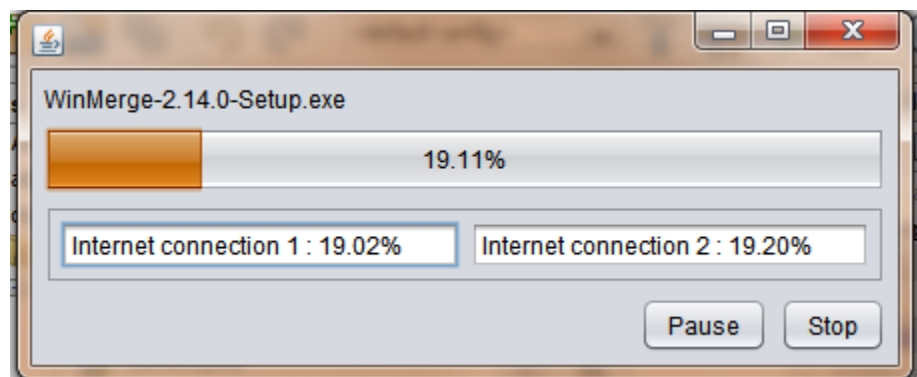 WinMerge-2.14.0-Setup.exe
19.11%
Internet connection 1 : 19.02%
Internet connection 2 : 19.20%
Pause
Stop